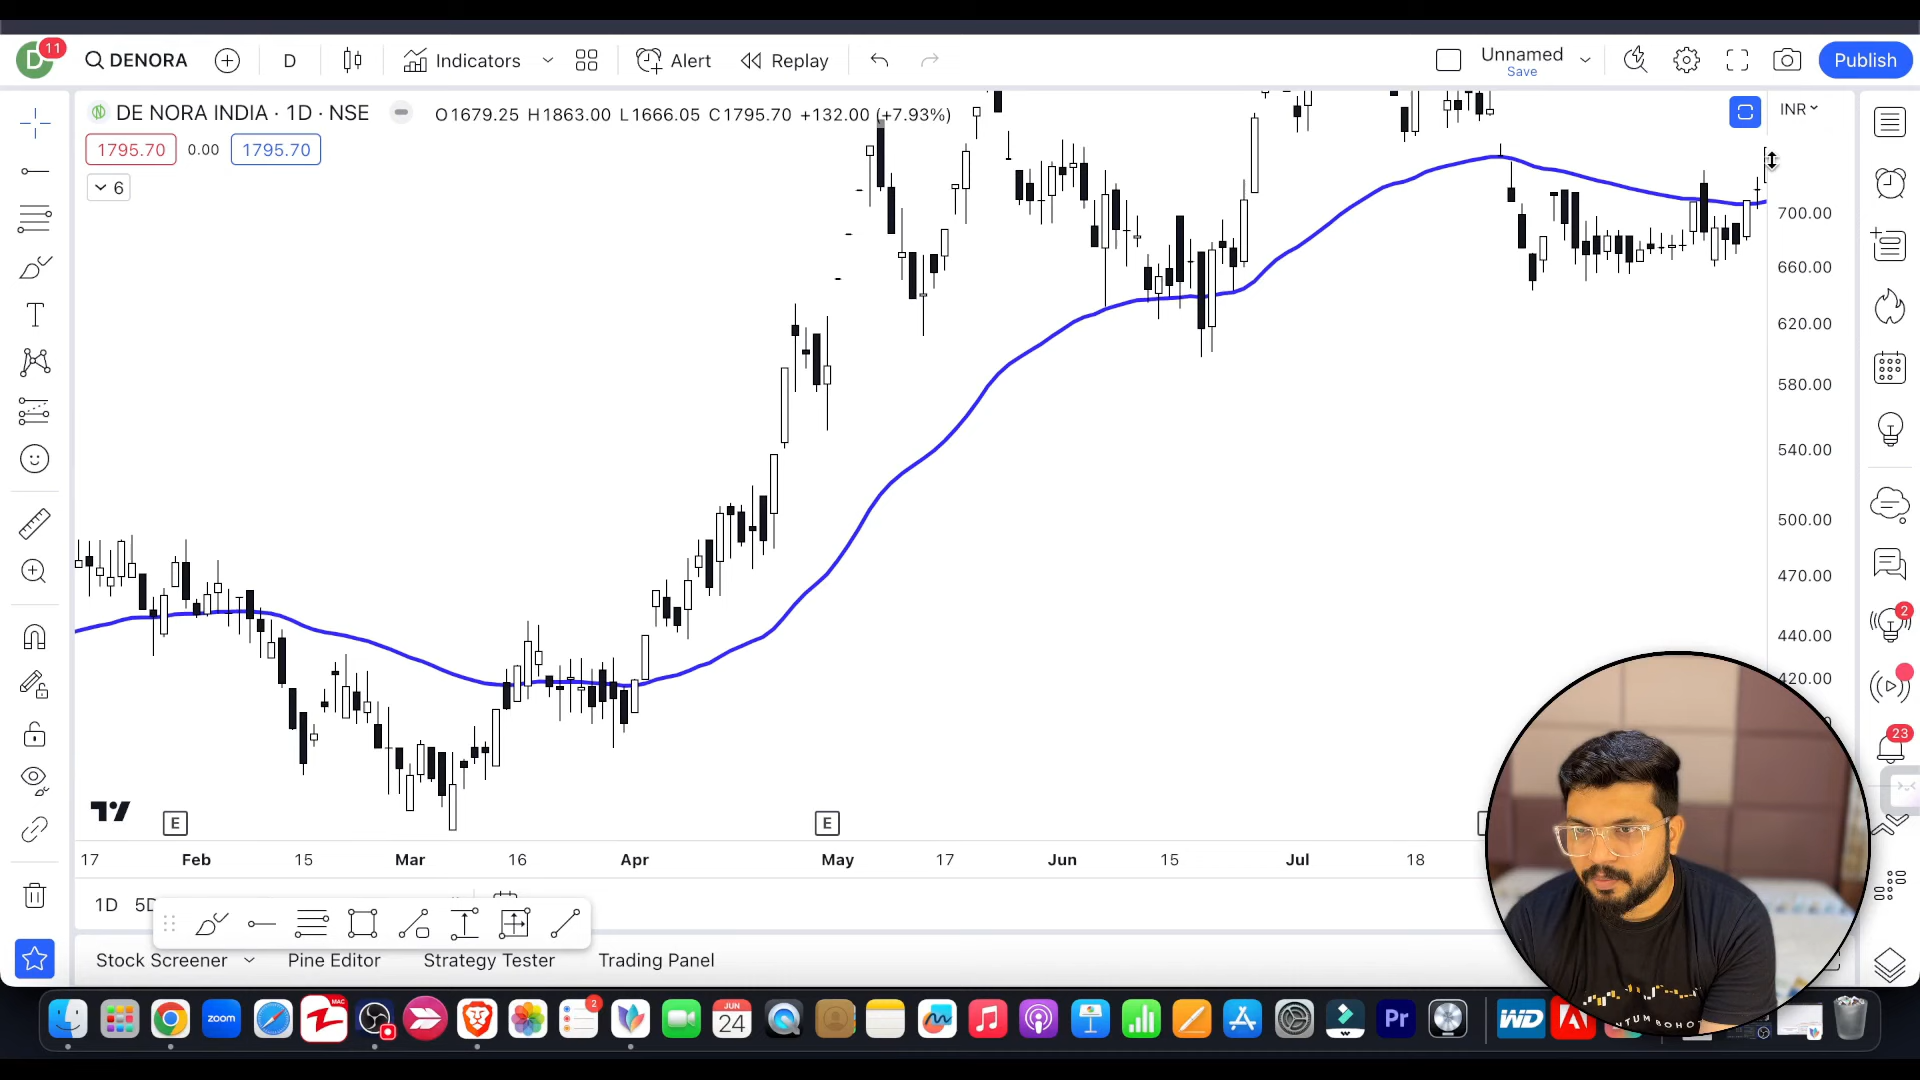 D 11 DENORA D Indicators Alert Replay Unnamed Save Publish
DE NORA INDIA · 1D · NSE O1679.25 H1863.00 L1666.05 C1795.70 +132.00 (+7.93%) INR
1795.70 0.00 1795.70
6
700.00
660.00
620.00
580.00
540.00
500.00
470.00
440.00
420.00
2
23
E E
17 Feb 15 Mar 16 Apr May 17 Jun 15 Jul 18
1D 5D
Stock Screener Pine Editor Strategy Tester Trading Panel
MAC
zoom
2
JUN
24
Pr
WD